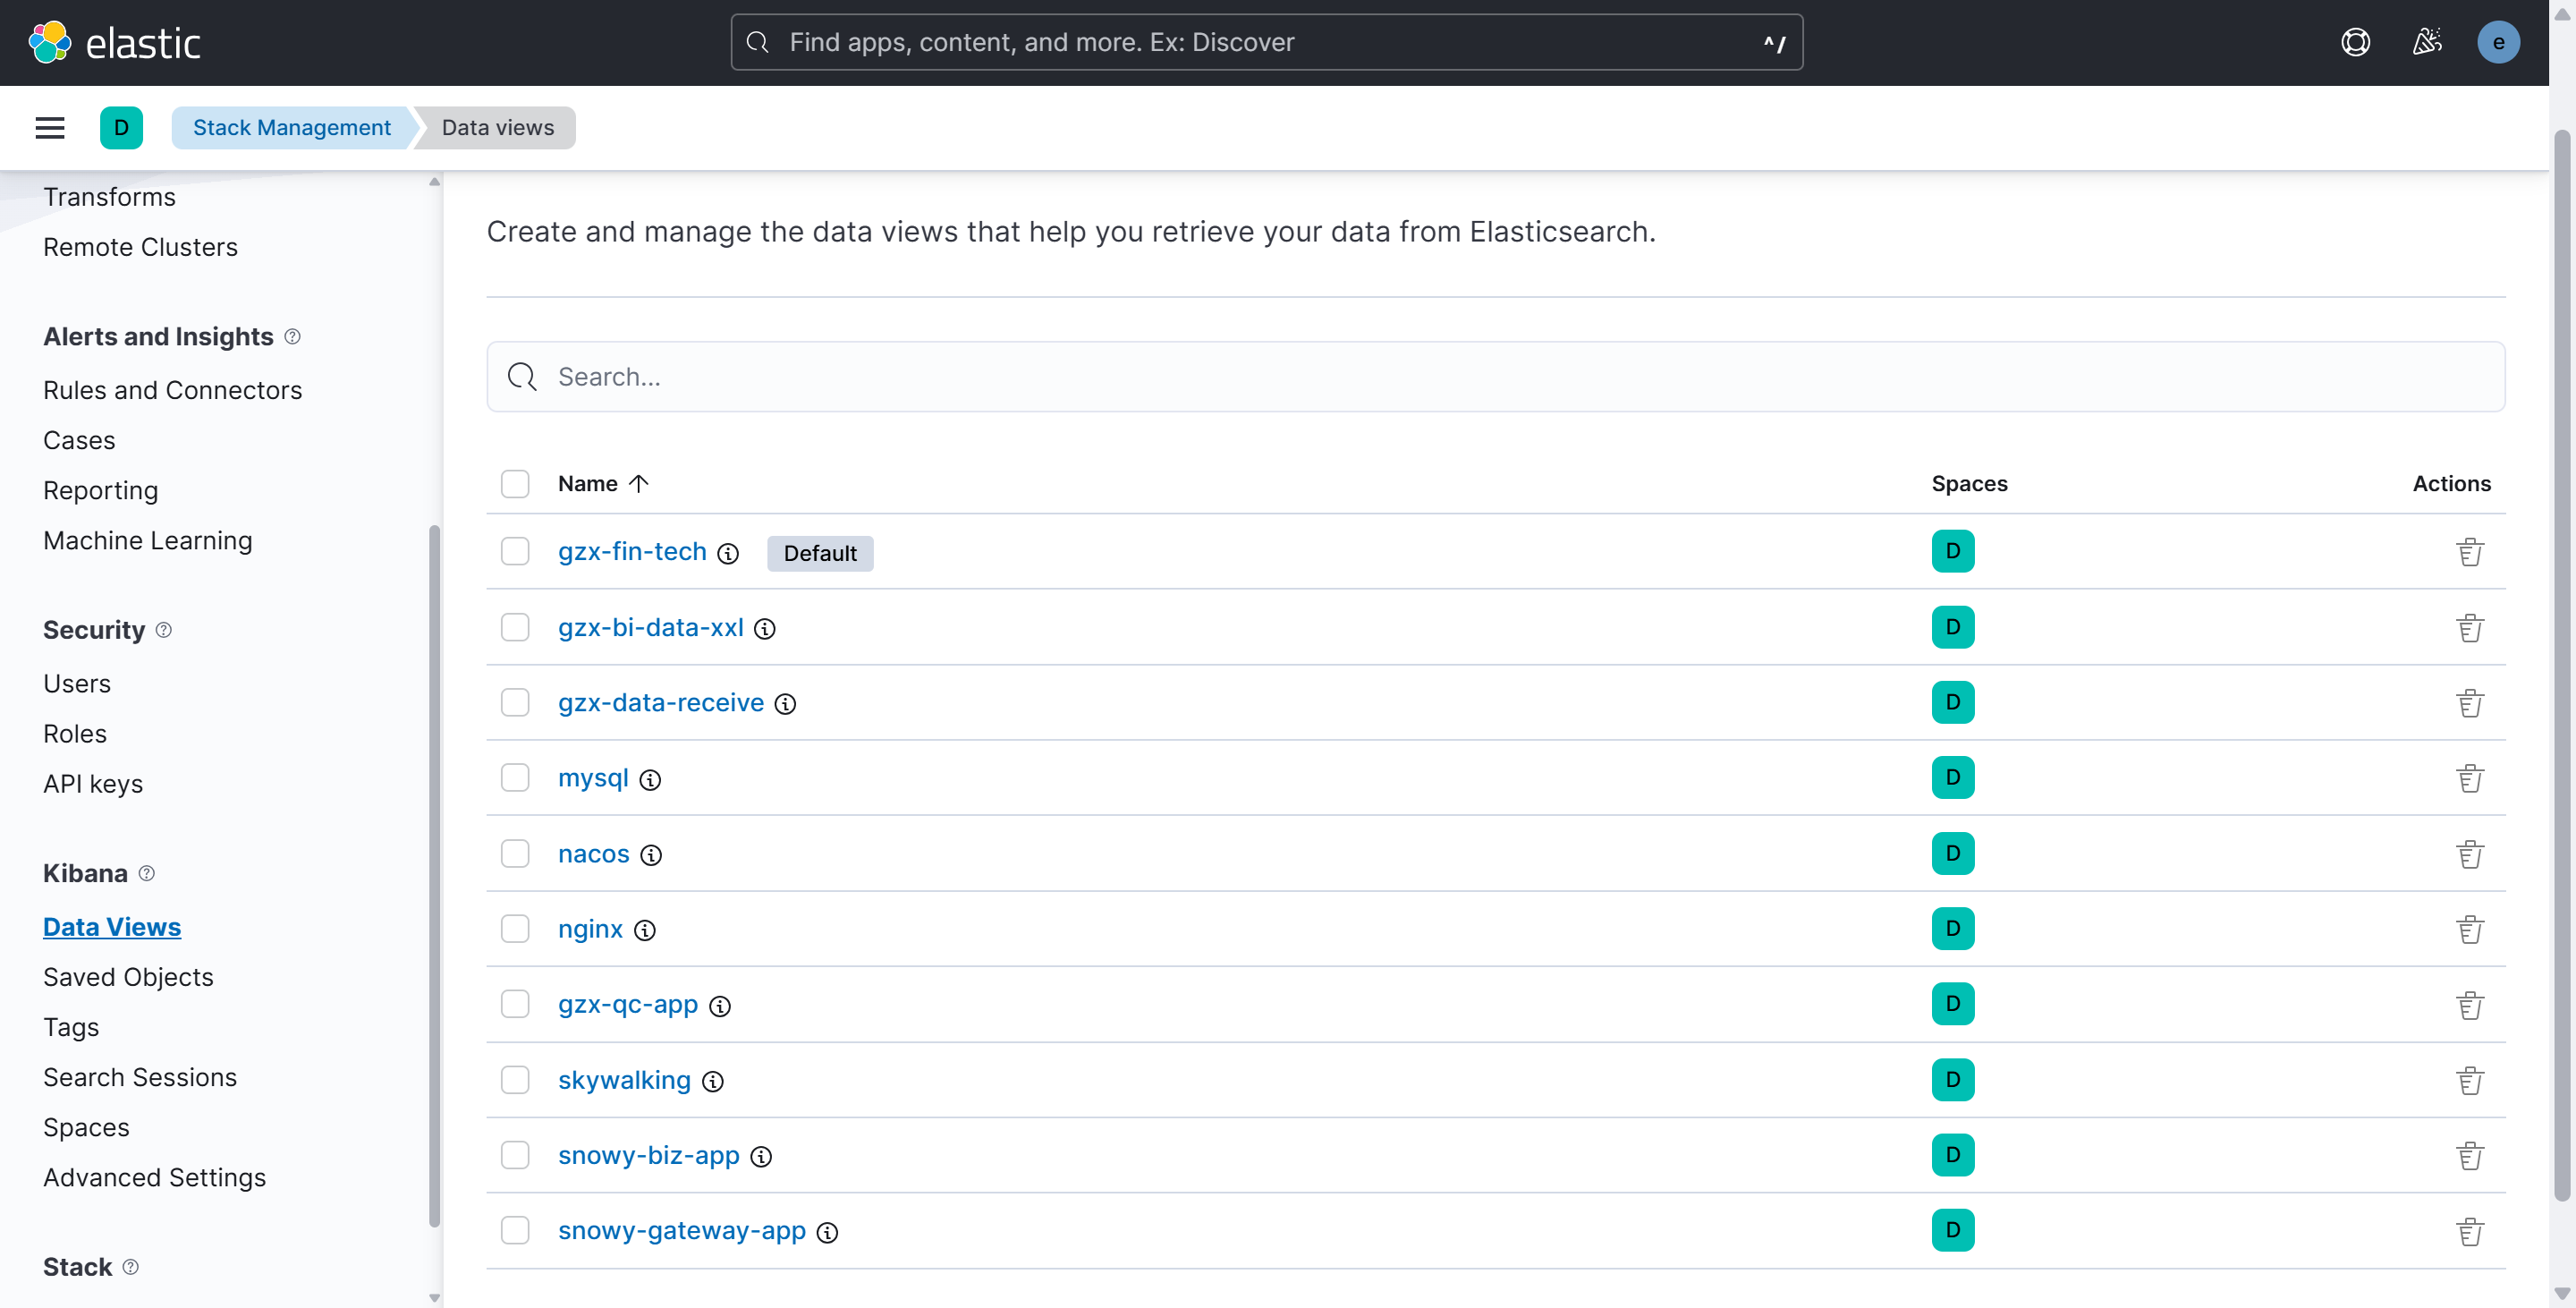 elastic
Find apps, content, and more. Ex: Discover
^/
e
D
Stack Management
Data views
Transforms
Remote Clusters
Alerts and Insights
Rules and Connectors
Cases
Reporting
Machine Learning
Security
Users
Roles
API keys
Kibana
Data Views
Saved Objects
Tags
Search Sessions
Spaces
Advanced Settings
Stack
Create and manage the data views that help you retrieve your data from Elasticsearch.
Search...
Name Spaces Actions
gzx-fin-tech Default D
gzx-bi-data-xxl D
gzx-data-receive D
mysql D
nacos D
nginx D
gzx-qc-app D
skywalking D
snowy-biz-app D
snowy-gateway-app D